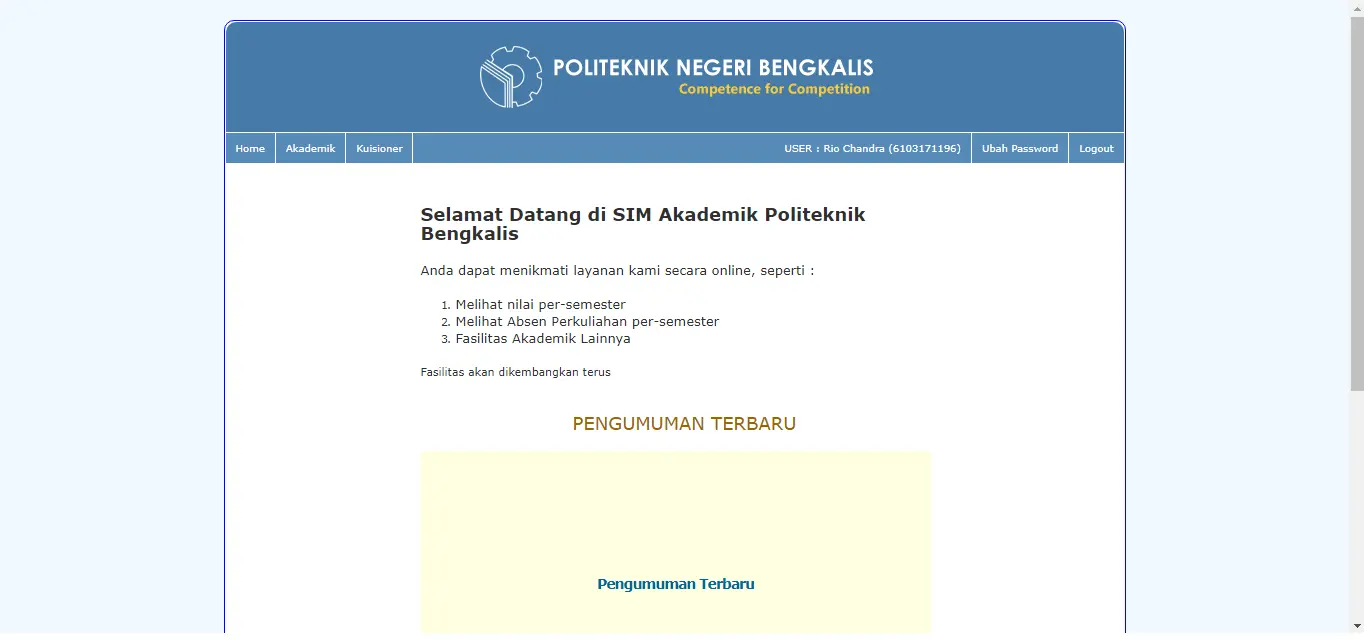 POLITEKNIK NEGERI BENGKALIS
Competence for Competition
Home
Akademik
Kuisioner
USER : Rio Chandra (6103171196)
Ubah Password
Logout
Selamat Datang di SIM Akademik Politeknik
Bengkalis
Anda dapat menikmati layanan kami secara online, seperti :
1. Melihat nilai per-semester
2. Melihat Absen Perkuliahan per-semester
3. Fasilitas Akademik Lainnya
Fasilitas akan dikembangkan terus
PENGUMUMAN TERBARU
Pengumuman Terbaru